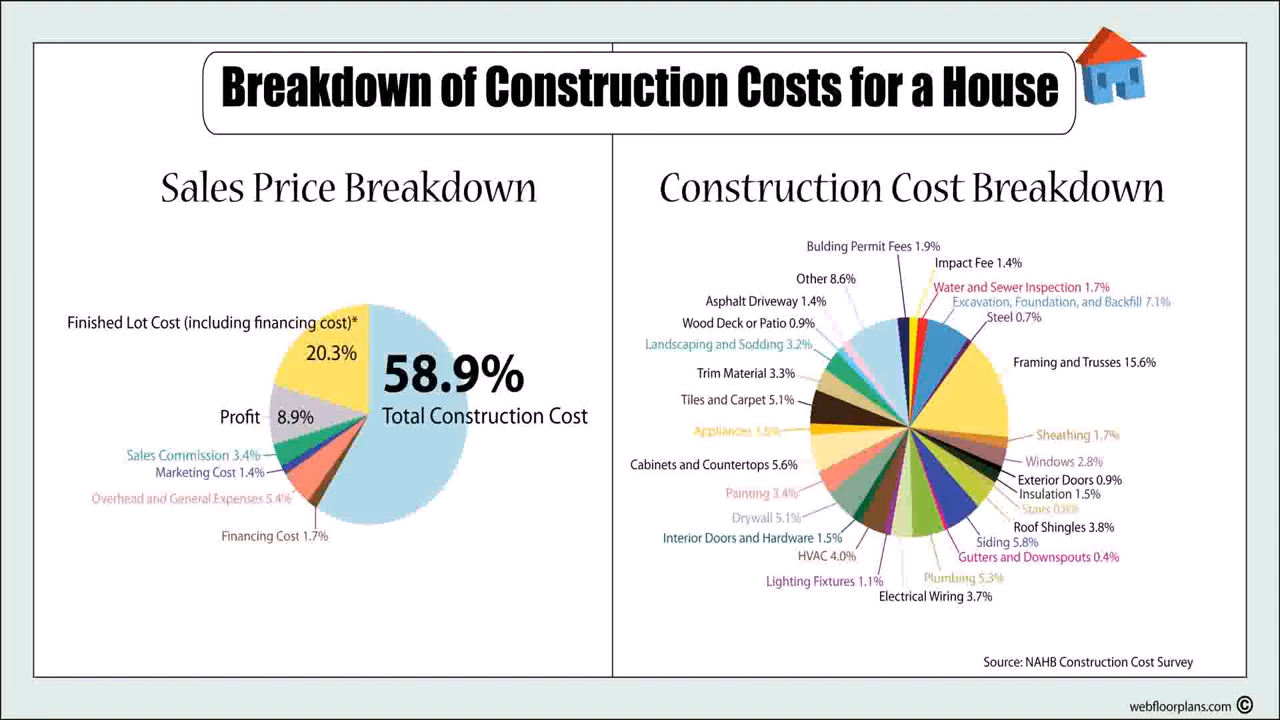 Breakdown of Construction Costs for a House
Sales Price Breakdown
Finished Lot Cost (including financing cost)*
20.3%
58.9%
Total Construction Cost
Profit 8.9%
Sales Commission 3.4%
Marketing Cost 1.4%
Overhead and General Expenses 5.4%
Financing Cost 1.7%
Construction Cost Breakdown
Bulding Permit Fees 1.9%
Impact Fee 1.4%
Water and Sewer Inspection 1.7%
Excavation, Foundation, and Backfill 7.1%
Steel 0.7%
Framing and Trusses 15.6%
Sheathing 1.7%
Windows 2.8%
Exterior Doors 0.9%
Insulation 1.5%
Stairs 0.8%
Roof Shingles 3.8%
Siding 5.8%
Gutters and Downspouts 0.4%
Plumbing 5.3%
Electrical Wiring 3.7%
Lighting Fixtures 1.1%
HVAC 4.0%
Interior Doors and Hardware 1.5%
Drywall 5.1%
Painting 3.4%
Cabinets and Countertops 5.6%
Appliances
Tiles and Carpet 5.1%
Trim Material 3.3%
Landscaping and Sodding 3.2%
Wood Deck or Patio 0.9%
Asphalt Driveway 1.4%
Other 8.6%
Source: NAHB Construction Cost Survey
webfloorplans.com ©